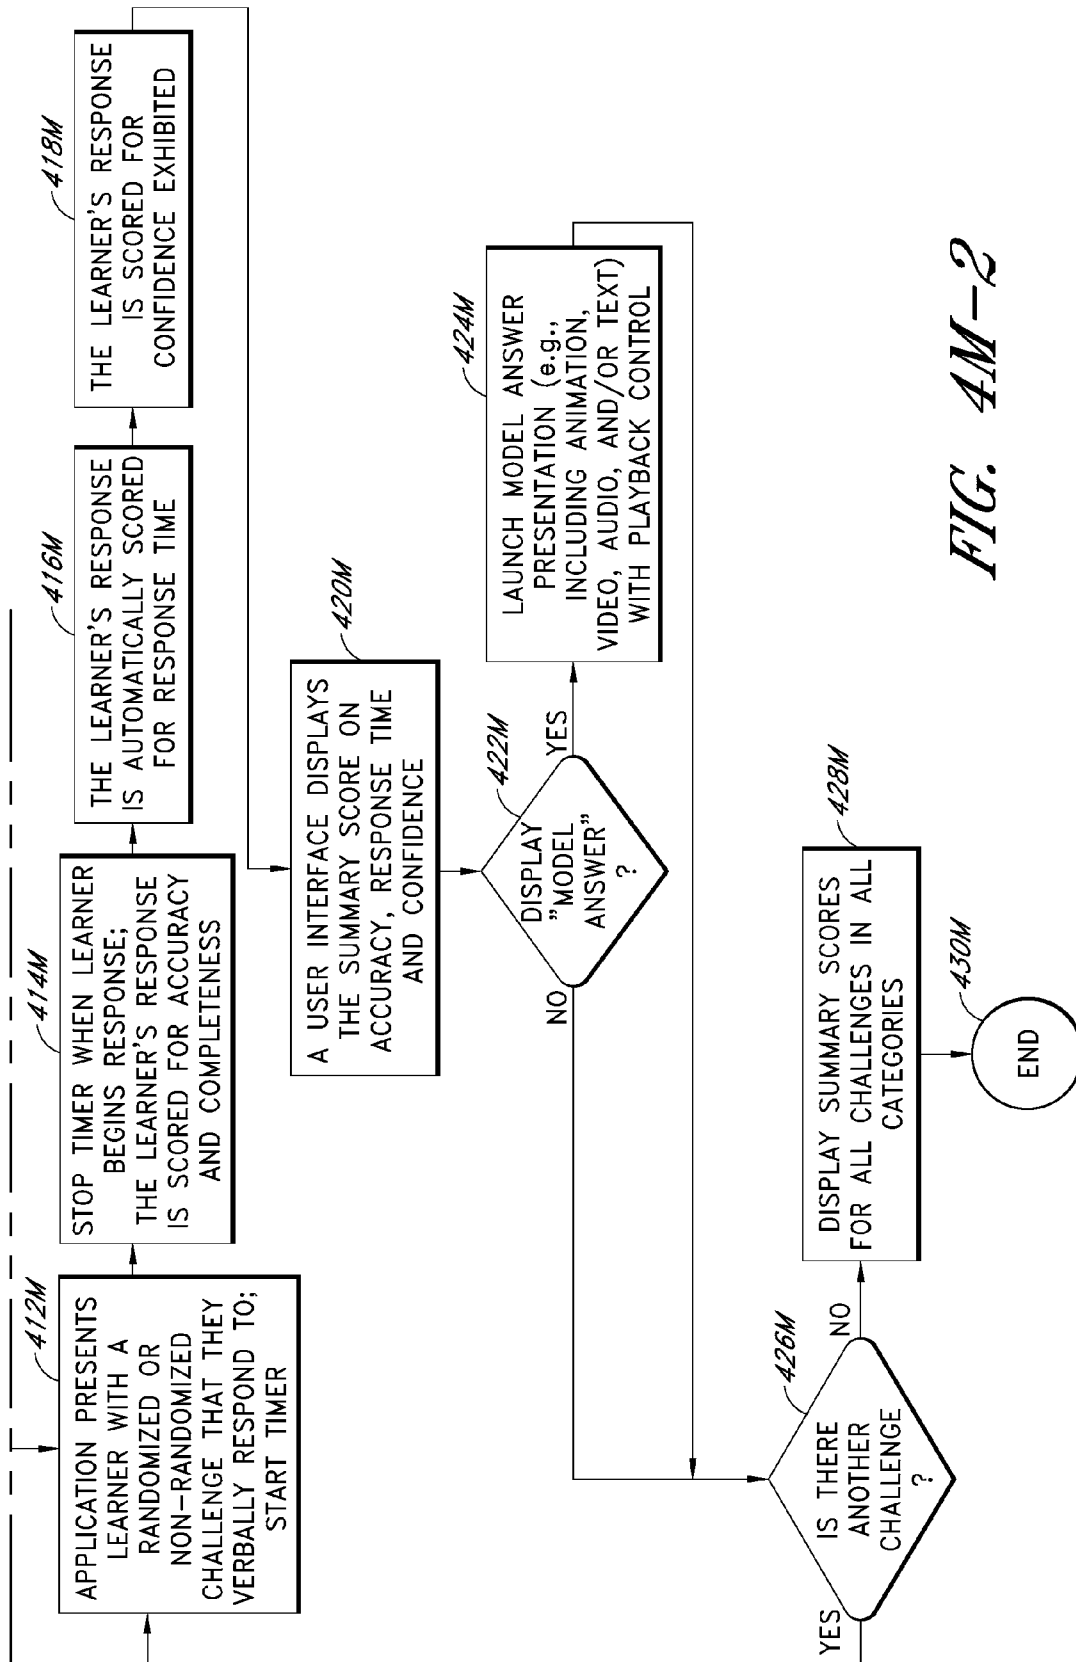 412M
APPLICATION PRESENTS
LEARNER WITH A
RANDOMIZED OR
NON-RANDOMIZED
CHALLENGE THAT THEY
VERBALLY RESPOND TO;
START TIMER
414M
STOP TIMER WHEN LEARNER
BEGINS RESPONSE;
THE LEARNER'S RESPONSE
IS SCORED FOR ACCURACY
AND COMPLETENESS
416M
THE LEARNER'S RESPONSE
IS AUTOMATICALLY SCORED
FOR RESPONSE TIME
418M
THE LEARNER'S RESPONSE
IS SCORED FOR
CONFIDENCE EXHIBITED
420M
A USER INTERFACE DISPLAYS
THE SUMMARY SCORE ON
ACCURACY, RESPONSE TIME
AND CONFIDENCE
422M
DISPLAY
"MODEL
ANSWER"
?
NO
YES
424M
LAUNCH MODEL ANSWER
PRESENTATION (e.g.,
INCLUDING ANIMATION,
VIDEO, AUDIO, AND/OR TEXT)
WITH PLAYBACK CONTROL
426M
IS THERE
ANOTHER
CHALLENGE
?
YES
NO
428M
DISPLAY SUMMARY SCORES
FOR ALL CHALLENGES IN ALL
CATEGORIES
430M
END
FIG. 4M-2